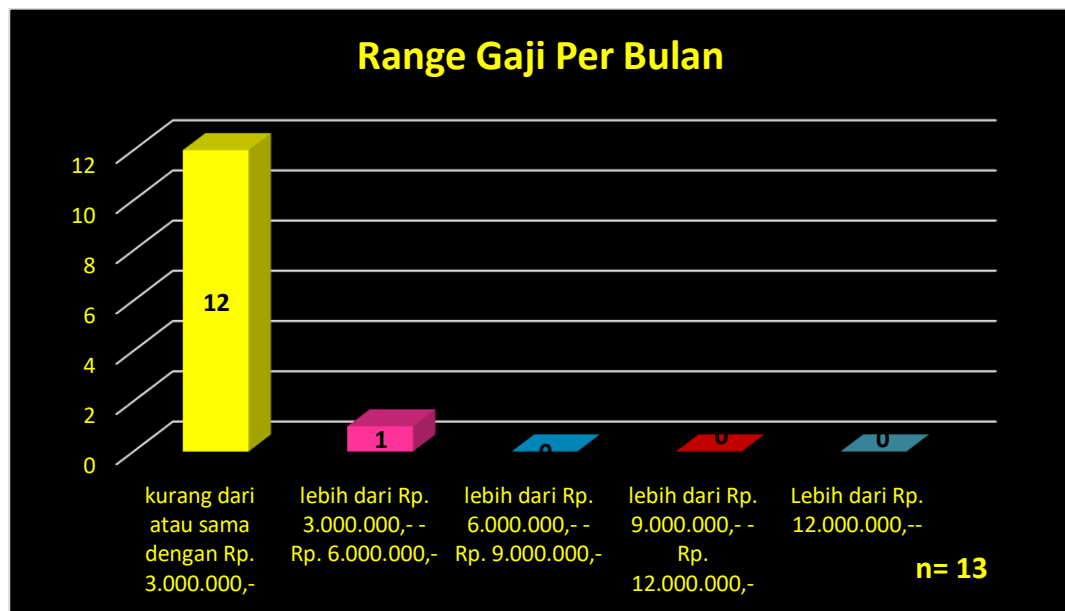 Range Gaji Per Bulan
12
10
8
6
4
2
0
12
1
0
0
0
kurang dari
atau sama
dengan Rp.
3.000.000,-
lebih dari Rp.
3.000.000,- -
Rp. 6.000.000,-
lebih dari Rp.
6.000.000,- -
Rp. 9.000.000,-
lebih dari Rp.
9.000.000,- -
Rp.
12.000.000,-
Lebih dari Rp.
12.000.000,--
n= 13